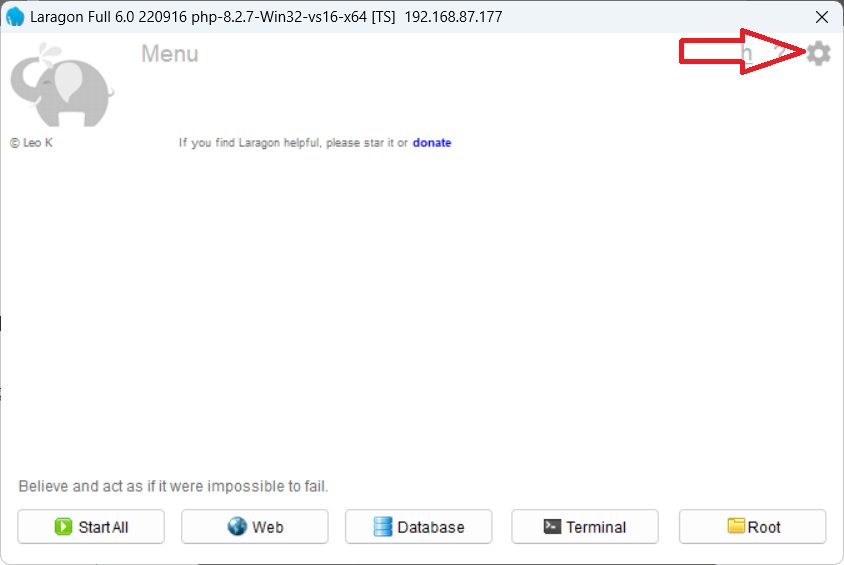 Laragon Full 6.0 220916 php-8.2.7-Win32-vs16-x64 [TS] 192.168.87.177
Menu
h ?
© Leo K
If you find Laragon helpful, please star it or donate
Believe and act as if it were impossible to fail.
Start All
Web
Database
Terminal
Root